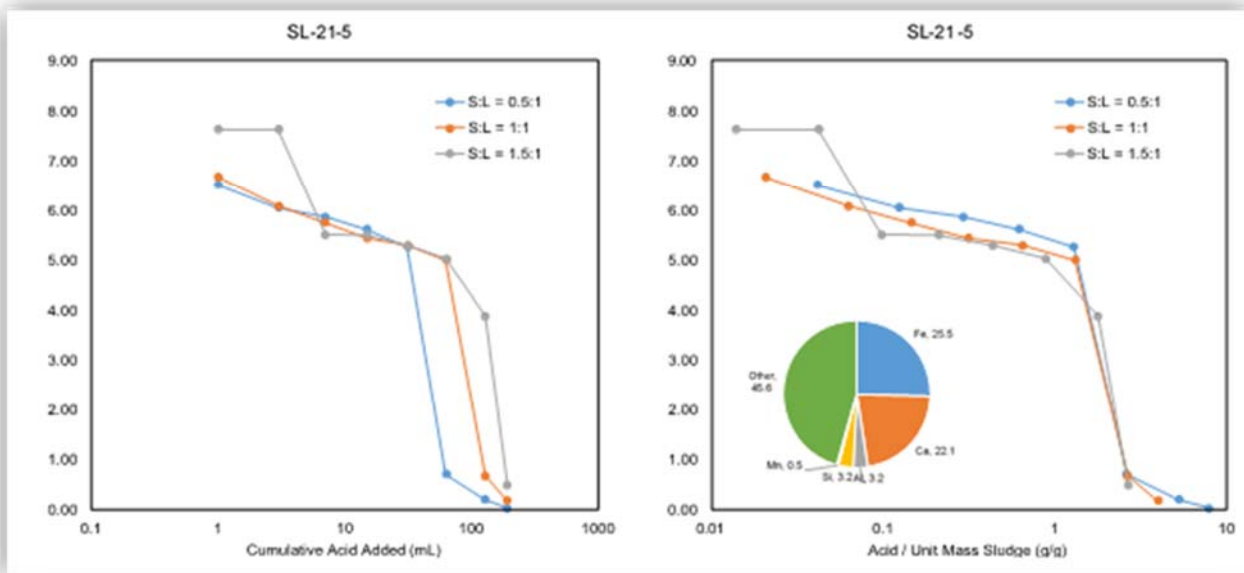 SL-21-5
9.00
8.00
7.00
6.00
5.00
4.00
3.00
2.00
1.00
0.00
S:L = 0.5:1
S:L = 1:1
S:L = 1.5:1
0.1 1 10 100 1000
Cumulative Acid Added (mL)
SL-21-5
9.00
8.00
7.00
6.00
5.00
4.00
3.00
2.00
1.00
0.00
S:L = 0.5:1
S:L = 1:1
S:L = 1.5:1
Fe, 25.5
Other,
45.6
Ca, 22.1
Mn, 0.5
Si, 3.2
Al, 3.2
0.01 0.1 1 10
Acid / Unit Mass Sludge (g/g)